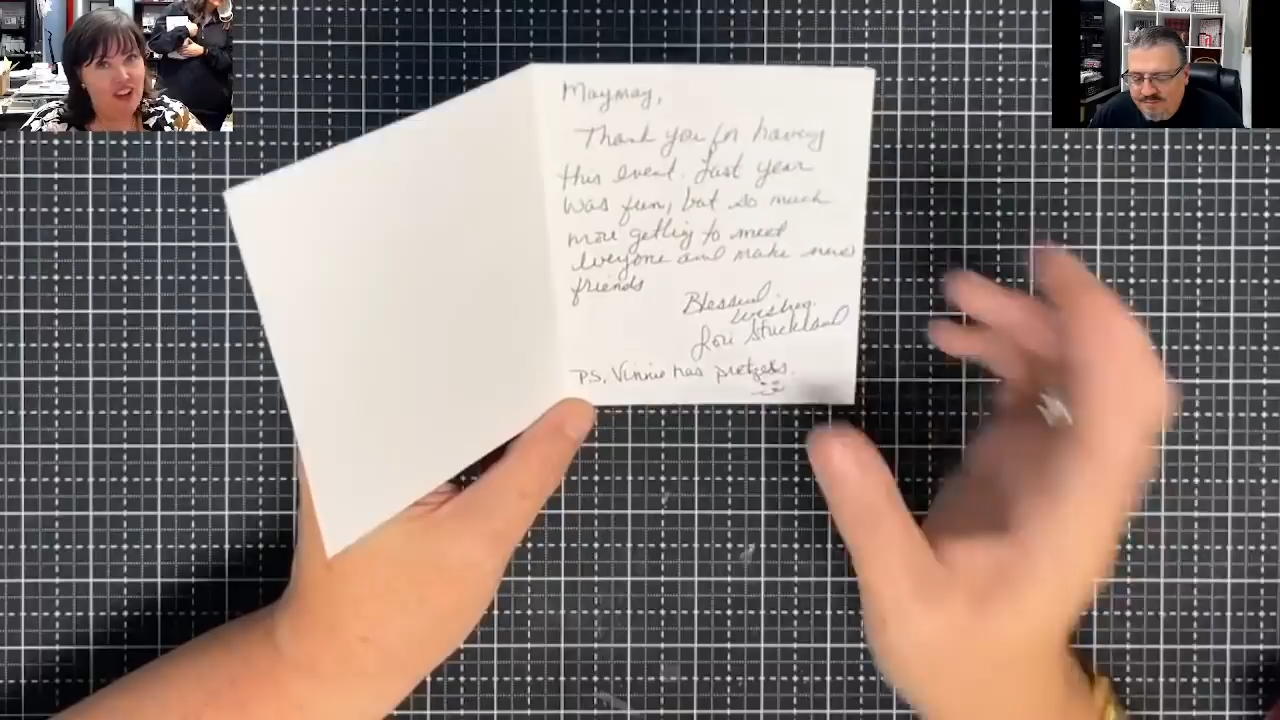 Maymay,
Thank you for having
this event. Last year
was fun, but so much
more getting to meet
everyone and make new
friends
Blessed
wishes.
Lori Strickland
P.S. Vinnie has pretzels.